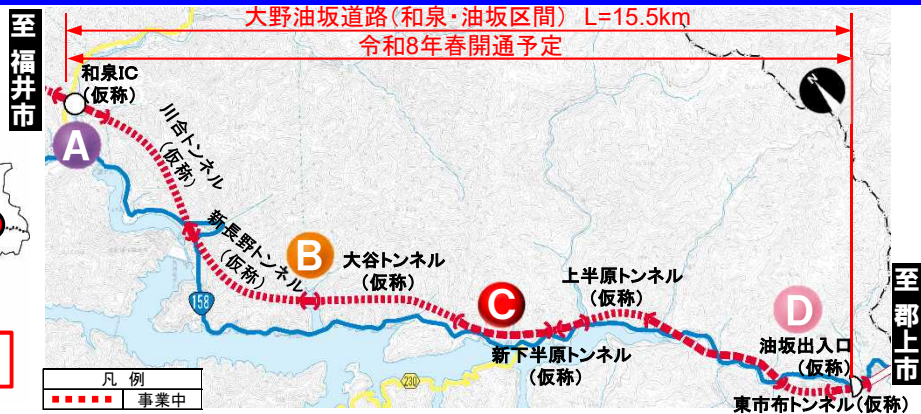 大野油坂道路(和泉・油坂区間) L=15.5km
令和8年春開通予定
至 福井市
和泉IC
(仮称)
A
川合トンネル
(仮称)
新長野トンネル
(仮称)
B
大谷トンネル
(仮称)
158
C
上半原トンネル
(仮称)
新下半原トンネル
(仮称)
230
D
油坂出入口
(仮称)
東市布トンネル(仮称)
至 郡上市
N
凡 例
事業中